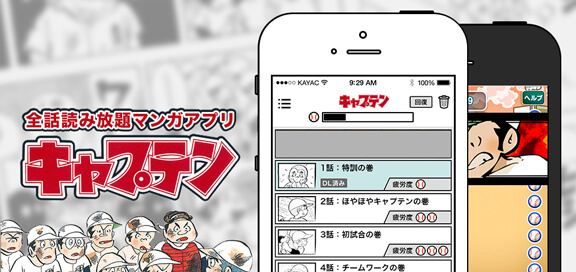 全話読み放題マンガアプリ
キャプテン
KAYAC
9:29 AM
100%
キャプテン
回復
1話：特訓の巻
DL済み
疲労度
2話：ほやほやキャプテンの巻
疲労度
3話：初試合の巻
疲労度
4話：チームワークの巻
ヘルプ